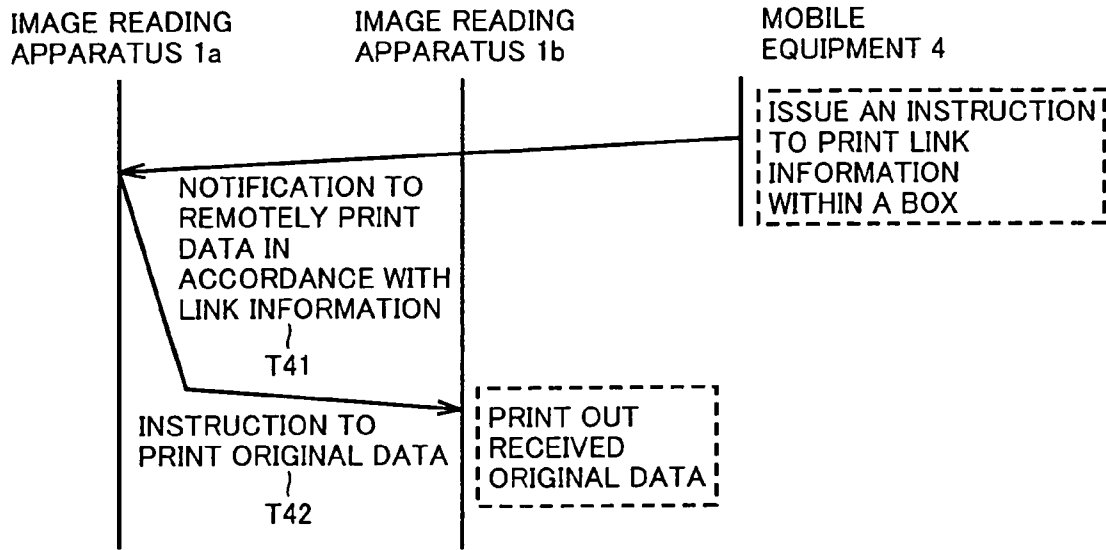 IMAGE READING
APPARATUS 1a
IMAGE READING
APPARATUS 1b
MOBILE
EQUIPMENT 4
ISSUE AN INSTRUCTION
TO PRINT LINK
INFORMATION
WITHIN A BOX
NOTIFICATION TO
REMOTELY PRINT
DATA IN
ACCORDANCE WITH
LINK INFORMATION
T41
INSTRUCTION TO
PRINT ORIGINAL DATA
T42
PRINT OUT
RECEIVED
ORIGINAL DATA